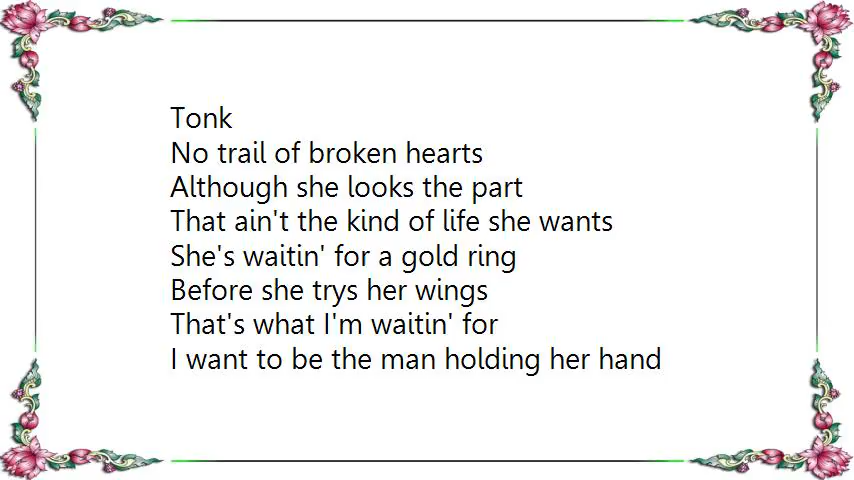 Tonk
No trail of broken hearts
Although she looks the part
That ain't the kind of life she wants
She's waitin' for a gold ring
Before she trys her wings
That's what I'm waitin' for
I want to be the man holding her hand